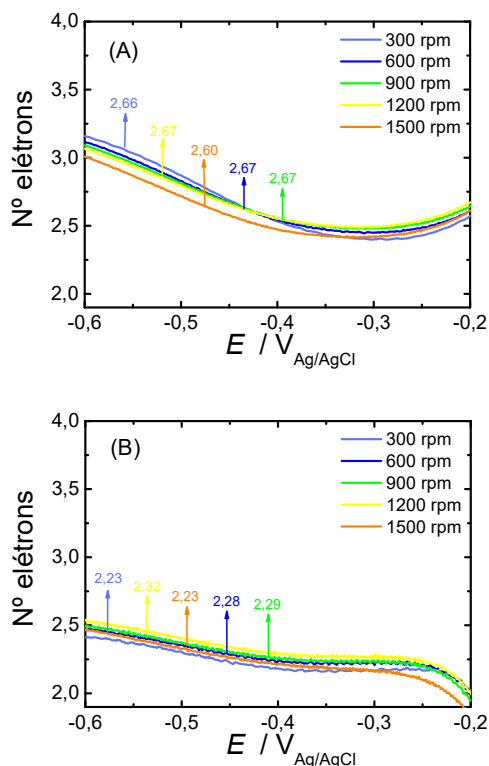 (A)
300 rpm
600 rpm
900 rpm
1200 rpm
1500 rpm
4,0
3,5
3,0
2,5
2,0
Nº elétrons
2,66
2,67
2,60
2,67
2,67
-0,6 -0,5 -0,4 -0,3 -0,2
E / V Ag/AgCl
(B)
300 rpm
600 rpm
900 rpm
1200 rpm
1500 rpm
4,0
3,5
3,0
2,5
2,0
Nº elétrons
2,23
2,32
2,23
2,28
2,29
-0,6 -0,5 -0,4 -0,3 -0,2
E / V Ag/AgCl